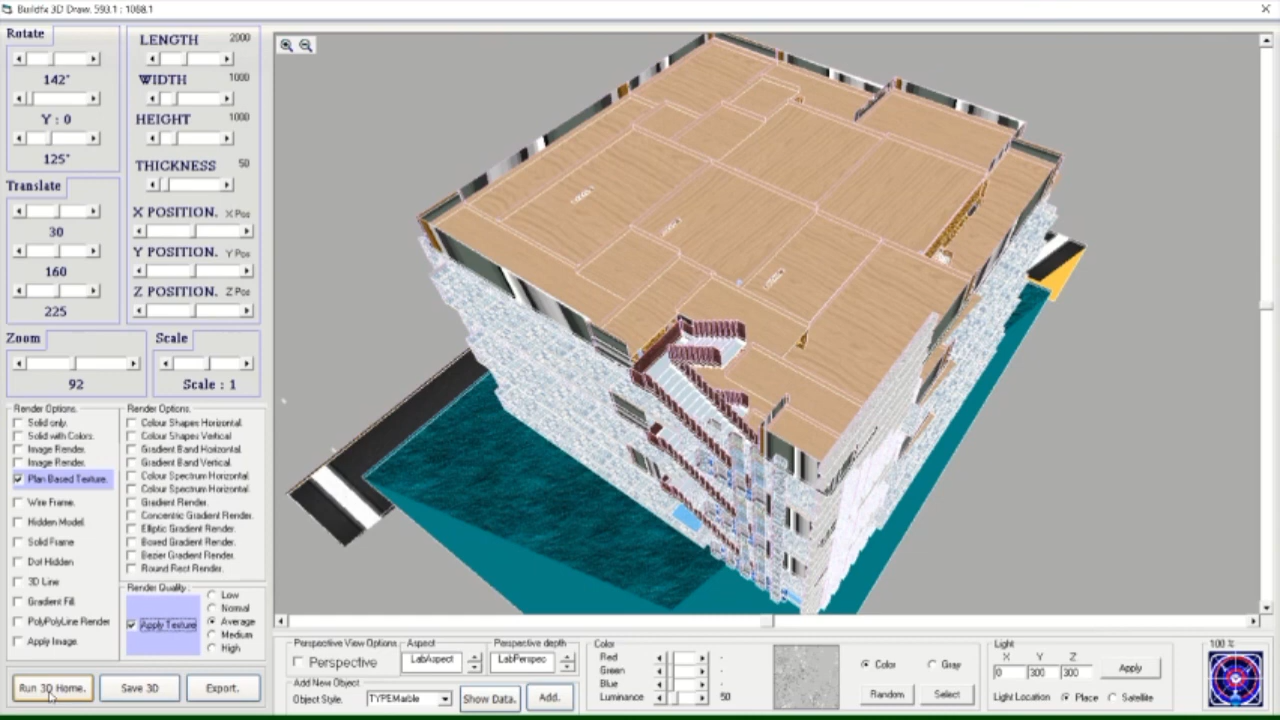 Buildfx 3D Draw. 593.1 : 1088.1
Rotate
142°
Y : 0
125°
Translate
30
160
225
Zoom
92
LENGTH 2000
WIDTH 1000
HEIGHT 1000
THICKNESS 50
X POSITION. X Pos
Y POSITION. Y Pos
Z POSITION. Z Pos
Scale
Scale : 1
Render Options.
Solid only.
Solid with Colors.
Image Render.
Image Render.
Plan Based Texture.
Wire Frame.
Hidden Model.
Solid Frame
Dot Hidden
3D Line
Gradient Fill.
PolyPolyLine Render
Apply Image.
Render Options.
Colour Shapes Horizontal.
Colour Shapes Vertical
Gradient Band Horizontal.
Gradient Band Vertical.
Colour Spectrum Horizontal.
Colour Spectrum Horizontal.
Gradient Render.
Concentric Gradient Render.
Elliptic Gradient Render.
Boxed Gradient Render.
Bezier Gradient Render.
Round Rect Render.
Render Quality :
Apply Texture
Low
Normal
Average
Medium
High
Run 3D Home.
Save 3D
Export.
Perspective View Options.
Perspective
Aspect
LabAspect
Perspective depth
LabPerspec
Add New Object
Object Style.
TYPEMarble
Show Data.
Add.
Color
Red
Green
Blue
Luminance 50
Color
Gray
Random
Select
Light
X Y Z
0 300 300
Apply
Light Location
Place
Satellite
100 %